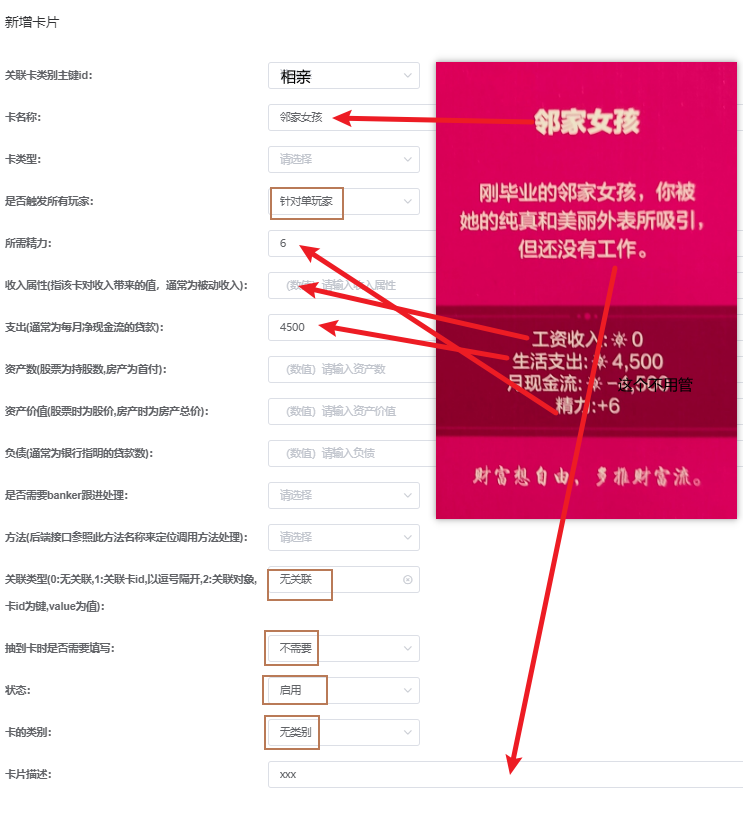 新增卡片
关联卡类别主键id:
相亲
卡名称:
邻家女孩
卡类型:
请选择
是否触发所有玩家:
针对单玩家
所需精力:
6
收入属性(指该卡对收入带来的值，通常为被动收入):
（数值）请输入收入属性
支出(通常为每月净现金流的贷款):
4500
资产数(股票为持股数,房产为首付):
（数值）请输入资产数
资产价值(股票时为股价,房产时为房产总价):
（数值）请输入资产价值
负债(通常为银行指明的贷款数):
（数值）请输入负债
是否需要banker跟进处理:
请选择
方法(后端接口参照此方法名称来定位调用方法处理):
请选择
关联类型(0:无关联,1:关联卡id,以逗号隔开,2:关联对象,
卡id为键,value为值):
无关联
抽到卡时是否需要填写:
不需要
状态:
启用
卡的类别:
无类别
卡片描述:
xxx
邻家女孩
刚毕业的邻家女孩，你被
她的纯真和美丽外表所吸引，
但还没有工作。
工资收入:0
生活支出:4,500
月现金流:-4,500
这个不用管
精力:+6
财富想自由，多推财富流。